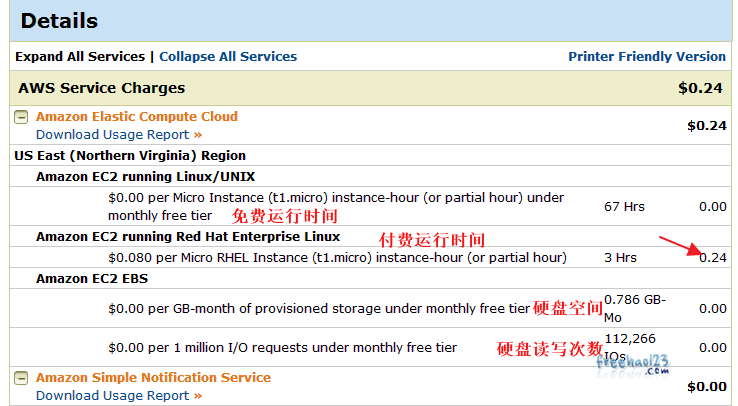 Details
Expand All Services | Collapse All Services Printer Friendly Version
AWS Service Charges $0.24
Amazon Elastic Compute Cloud
Download Usage Report » $0.24
US East (Northern Virginia) Region
Amazon EC2 running Linux/UNIX
$0.00 per Micro Instance (t1.micro) instance-hour (or partial hour) under
monthly free tier 免费运行时间 67 Hrs 0.00
Amazon EC2 running Red Hat Enterprise Linux 付费运行时间
$0.080 per Micro RHEL Instance (t1.micro) instance-hour (or partial hour) 3 Hrs 0.24
Amazon EC2 EBS
$0.00 per GB-month of provisioned storage under monthly free tier 硬盘空间 0.786 GB-
Mo 0.00
$0.00 per 1 million I/O requests under monthly free tier 硬盘读写次数 112,266
IOs 0.00
freehao123
.com
Amazon Simple Notification Service
Download Usage Report » $0.00